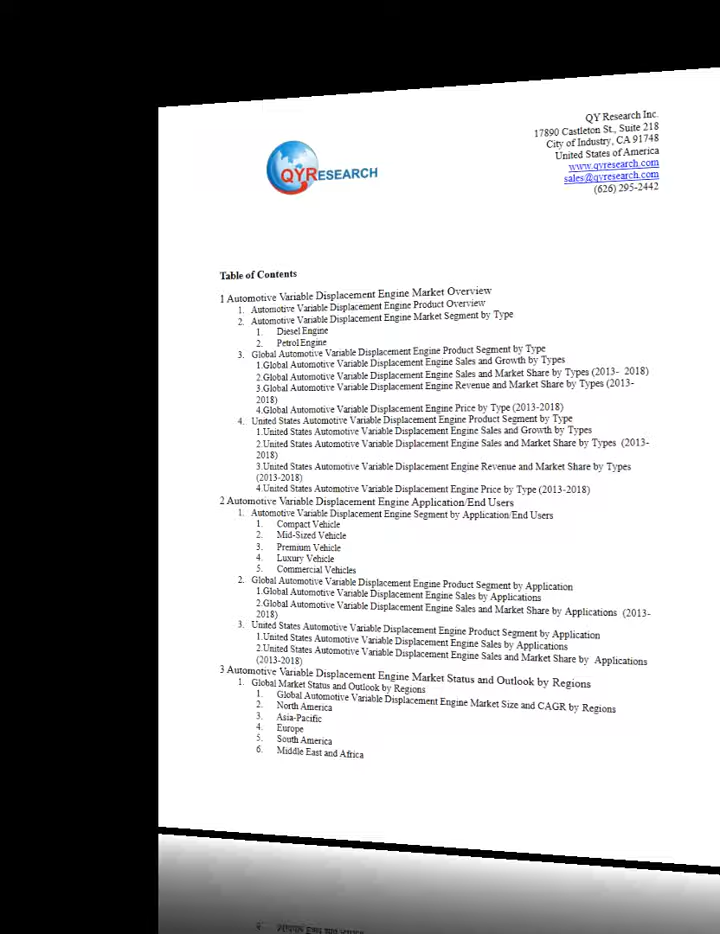 QYRESEARCH
QY Research Inc.
17890 Castleton St., Suite 218
City of Industry, CA 91748
United States of America
www.qyresearch.com
sales@qyresearch.com
(626) 295-2442
Table of Contents
1 Automotive Variable Displacement Engine Market Overview
1. Automotive Variable Displacement Engine Product Overview
2. Automotive Variable Displacement Engine Market Segment by Type
1. Diesel Engine
2. Petrol Engine
3. Global Automotive Variable Displacement Engine Product Segment by Type
1.Global Automotive Variable Displacement Engine Sales and Growth by Types
2.Global Automotive Variable Displacement Engine Sales and Market Share by Types (2013- 2018)
3.Global Automotive Variable Displacement Engine Revenue and Market Share by Types (2013-
2018)
4.Global Automotive Variable Displacement Engine Price by Type (2013-2018)
4. United States Automotive Variable Displacement Engine Product Segment by Type
1.United States Automotive Variable Displacement Engine Sales and Growth by Types
2.United States Automotive Variable Displacement Engine Sales and Market Share by Types (2013-
2018)
3.United States Automotive Variable Displacement Engine Revenue and Market Share by Types
(2013-2018)
4.United States Automotive Variable Displacement Engine Price by Type (2013-2018)
2 Automotive Variable Displacement Engine Application/End Users
1. Automotive Variable Displacement Engine Segment by Application/End Users
1. Compact Vehicle
2. Mid-Sized Vehicle
3. Premium Vehicle
4. Luxury Vehicle
5. Commercial Vehicles
2. Global Automotive Variable Displacement Engine Product Segment by Application
1.Global Automotive Variable Displacement Engine Sales by Applications
2.Global Automotive Variable Displacement Engine Sales and Market Share by Applications (2013-
2018)
3. United States Automotive Variable Displacement Engine Product Segment by Application
1.United States Automotive Variable Displacement Engine Sales by Applications
2.United States Automotive Variable Displacement Engine Sales and Market Share by Applications
(2013-2018)
3 Automotive Variable Displacement Engine Market Status and Outlook by Regions
1. Global Market Status and Outlook by Regions
1. Global Automotive Variable Displacement Engine Market Size and CAGR by Regions
2. North America
3. Asia-Pacific
4. Europe
5. South America
6. Middle East and Africa